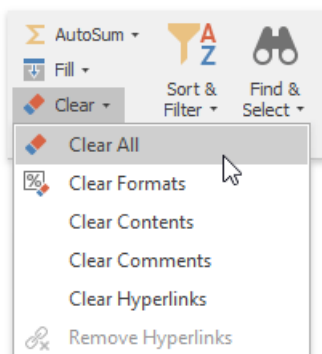 AutoSum
Fill
Clear
Sort &
Filter
Find &
Select
Clear All
Clear Formats
Clear Contents
Clear Comments
Clear Hyperlinks
Remove Hyperlinks